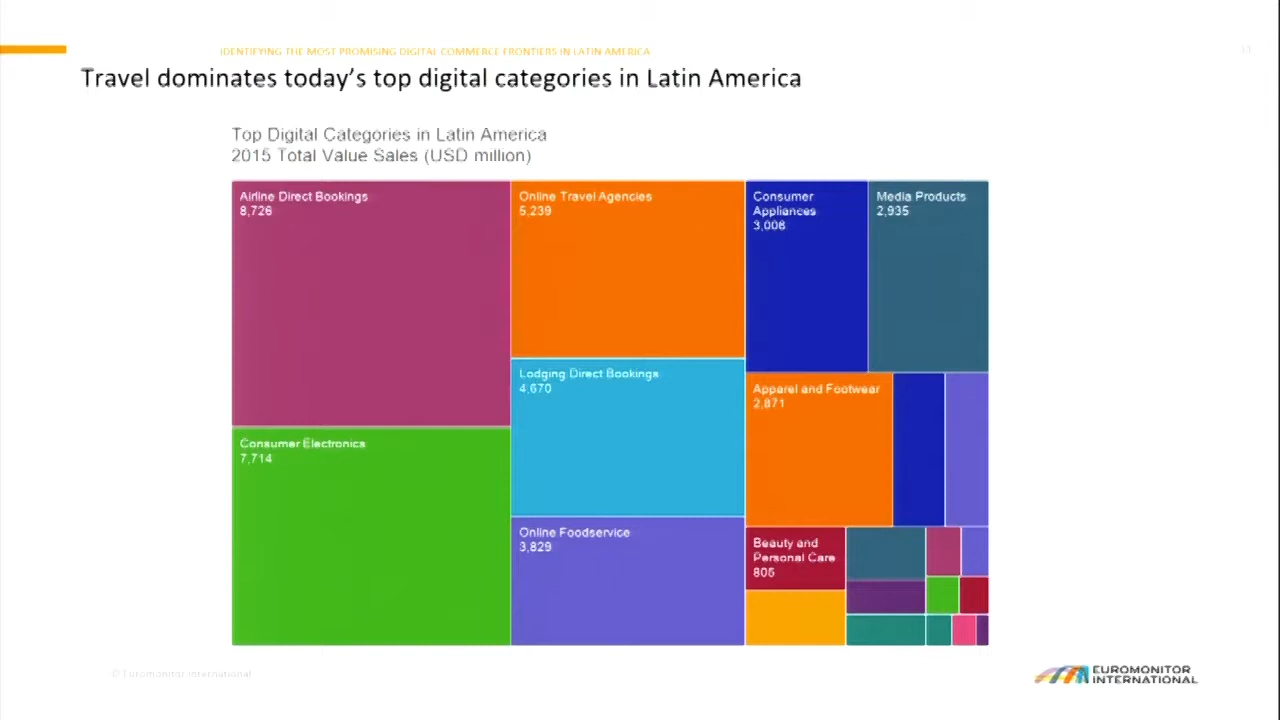 IDENTIFYING THE MOST PROMISING DIGITAL COMMERCE FRONTIERS IN LATIN AMERICA
Travel dominates today's top digital categories in Latin America
Top Digital Categories in Latin America
2015 Total Value Sales (USD million)
Airline Direct Bookings
8,726
Online Travel Agencies
5,239
Consumer
Appliances
3,006
Media Products
2,935
Lodging Direct Bookings
4,670
Apparel and Footwear
2,871
Consumer Electronics
7,714
Online Foodservice
3,829
Beauty and
Personal Care
805
© Euromonitor International
EUROMONITOR
INTERNATIONAL